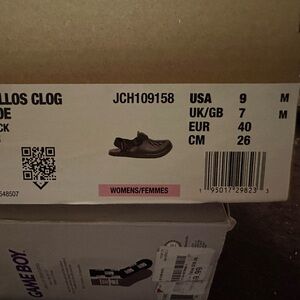 LLOS CLOG JCH109158 USA 9 M
DE UK/GB 7 M
CK EUR 40
CM 26
548507
WOMENS/FEMMES
1 95017 29823 3
GAME BOY